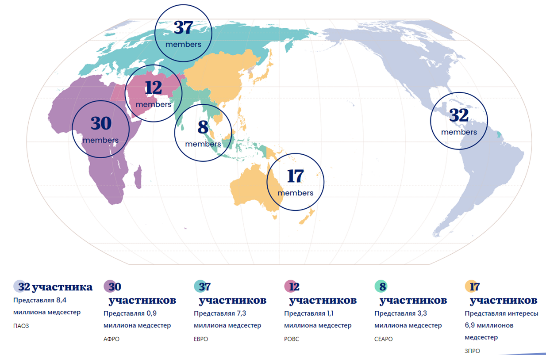 37
members
12
members
30
members
8
members
32
members
17
members
32 участника
Представляя 8,4
миллиона медсестер
ПАОЗ
30
участников
Представляя 0,9
миллиона медсестер
АФРО
37
участников
Представляя 7,3
миллиона медсестер
ЕВРО
12
участников
Представляя 1,1
миллиона медсестер
РОВС
8
участников
Представляя 3,3
миллиона медсестер
СЕАРО
17
участников
Представляя интересы
6,9 миллионов
медсестер
ЗПРО